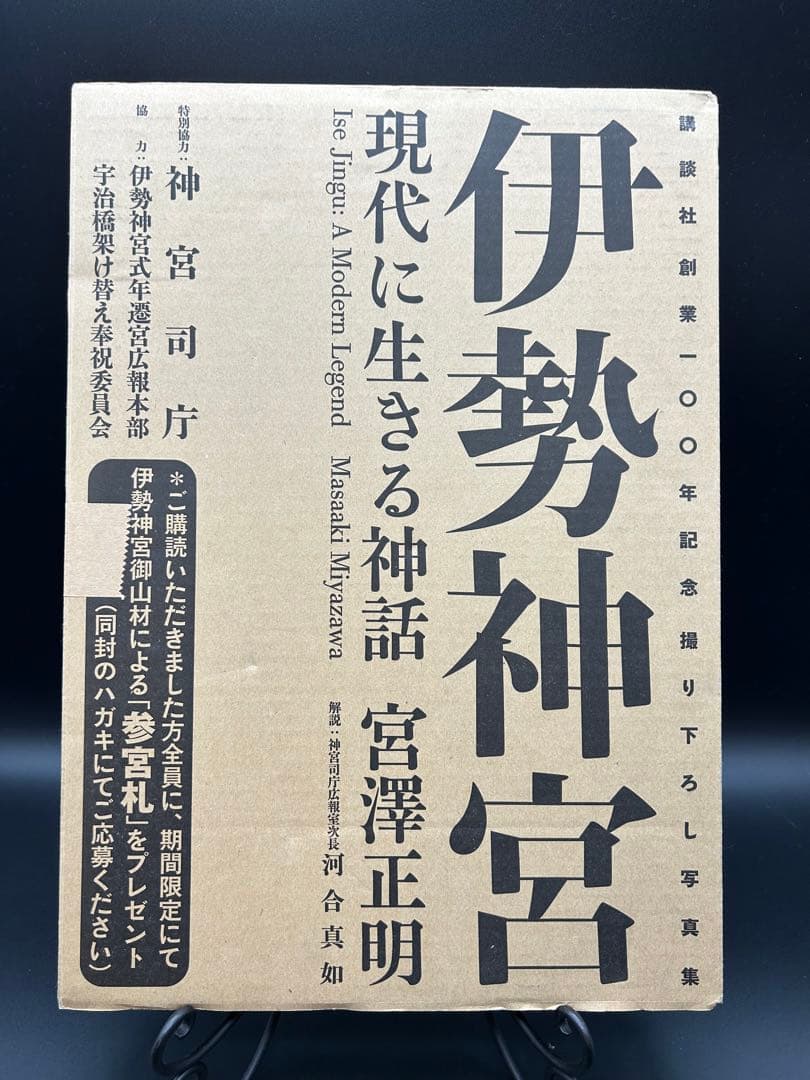 講談社創業一〇〇年記念 撮り下ろし写真集
伊勢神宮
現代に生きる神話 宮澤正明
Ise Jingu: A Modern Legend Masaaki Miyazawa
解説：神宮司庁広報室次長 河合真如
特別協力：神宮司庁
協 力：伊勢神宮式年遷宮広報本部
宇治橋架け替え奉祝委員会
＊ご購読いただきました方全員に、期間限定にて
伊勢神宮御山材による「参宮札」をプレゼント
（同封のハガキにてご応募ください）